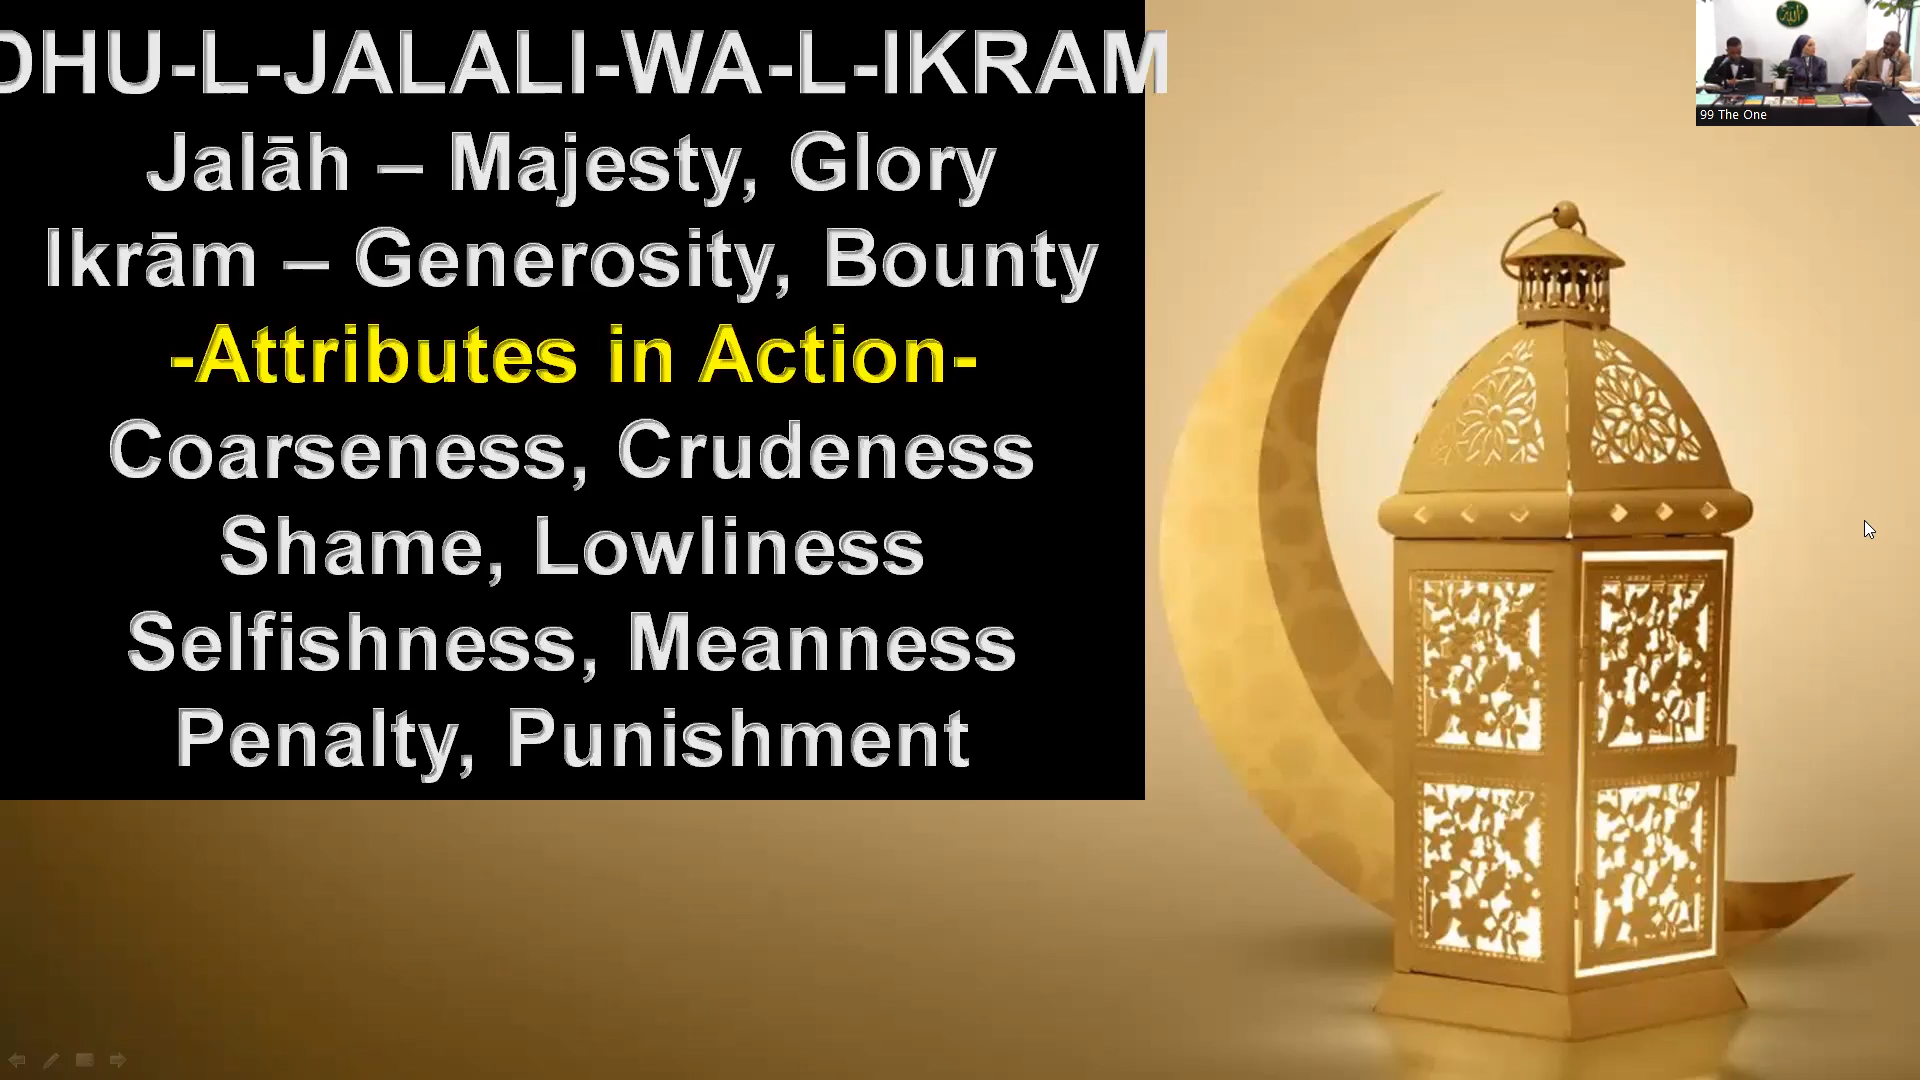 DHU-L-JALALI-WA-L-IKRAM
Jalāh – Majesty, Glory
Ikrām – Generosity, Bounty
-Attributes in Action-
Coarseness, Crudeness
Shame, Lowliness
Selfishness, Meanness
Penalty, Punishment
99 The One